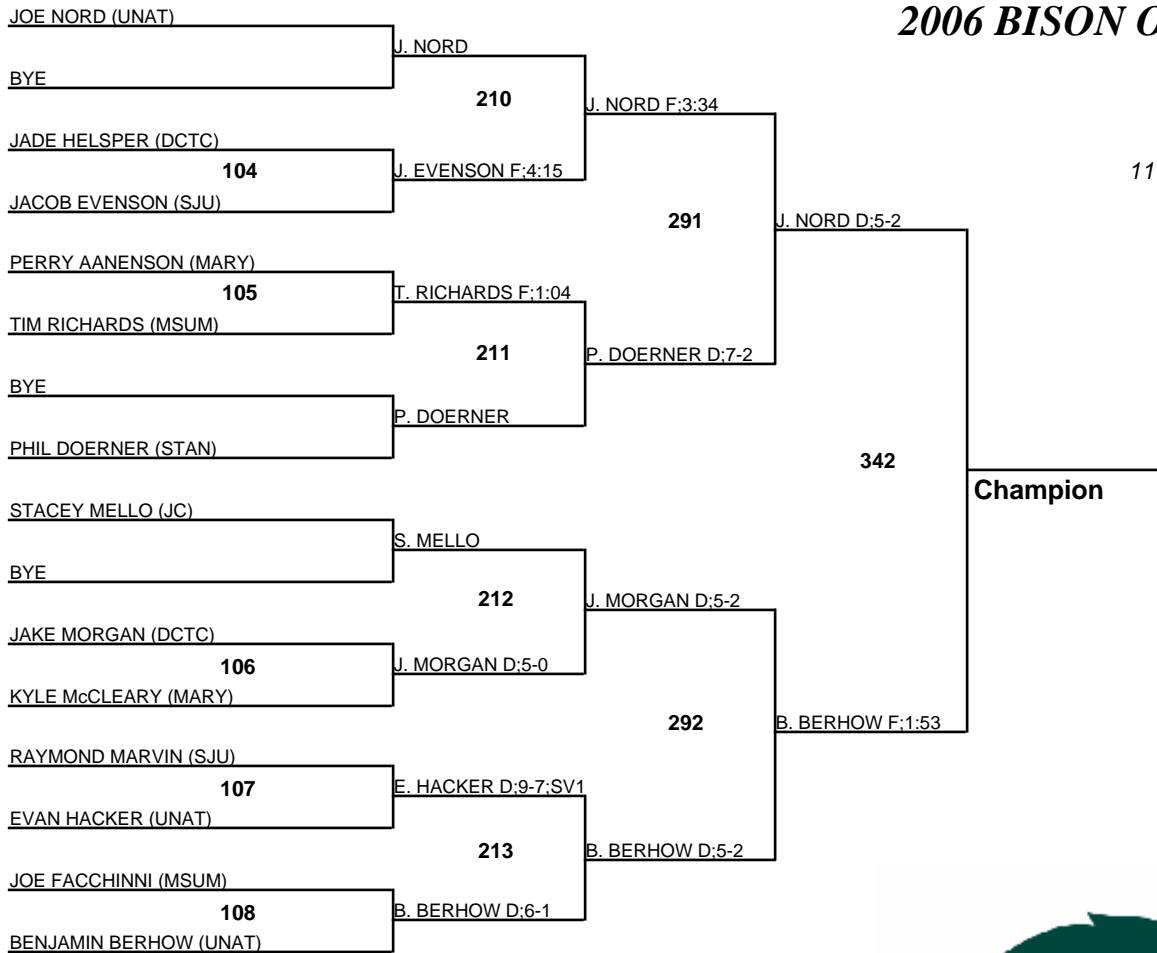 JOE NORD (UNAT)
2006 BISON O
J. NORD
BYE
210
J. NORD F;3:34
JADE HELSPER (DCTC)
104
J. EVENSON F;4:15
11
JACOB EVENSON (SJU)
291
J. NORD D;5-2
PERRY AANENSON (MARY)
105
T. RICHARDS F;1:04
TIM RICHARDS (MSUM)
211
P. DOERNER D;7-2
BYE
P. DOERNER
PHIL DOERNER (STAN)
342
Champion
STACEY MELLO (JC)
S. MELLO
BYE
212
J. MORGAN D;5-2
JAKE MORGAN (DCTC)
106
J. MORGAN D;5-0
KYLE McCLEARY (MARY)
292
B. BERHOW F;1:53
RAYMOND MARVIN (SJU)
107
E. HACKER D;9-7;SV1
EVAN HACKER (UNAT)
213
B. BERHOW D;5-2
JOE FACCHINNI (MSUM)
108
B. BERHOW D;6-1
BENJAMIN BERHOW (UNAT)